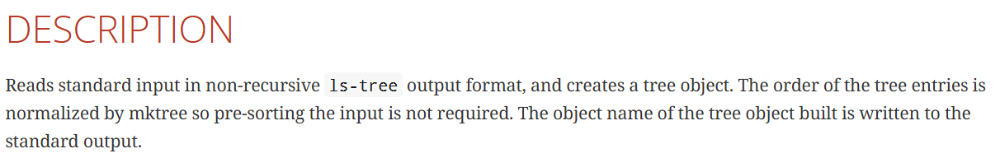 DESCRIPTION
Reads standard input in non-recursive ls-tree output format, and creates a tree object. The order of the tree entries is
normalized by mktree so pre-sorting the input is not required. The object name of the tree object built is written to the
standard output.